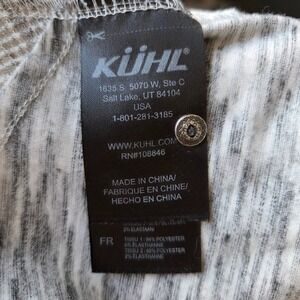 KÜHL
1635 S. 5070 W, Ste C
Salt Lake, UT 84104
USA
1-801-281-3185
WWW.KUHL.COM
RN#108846
MADE IN CHINA/
FABRIQUE EN CHINE/
HECHO EN CHINA
FR